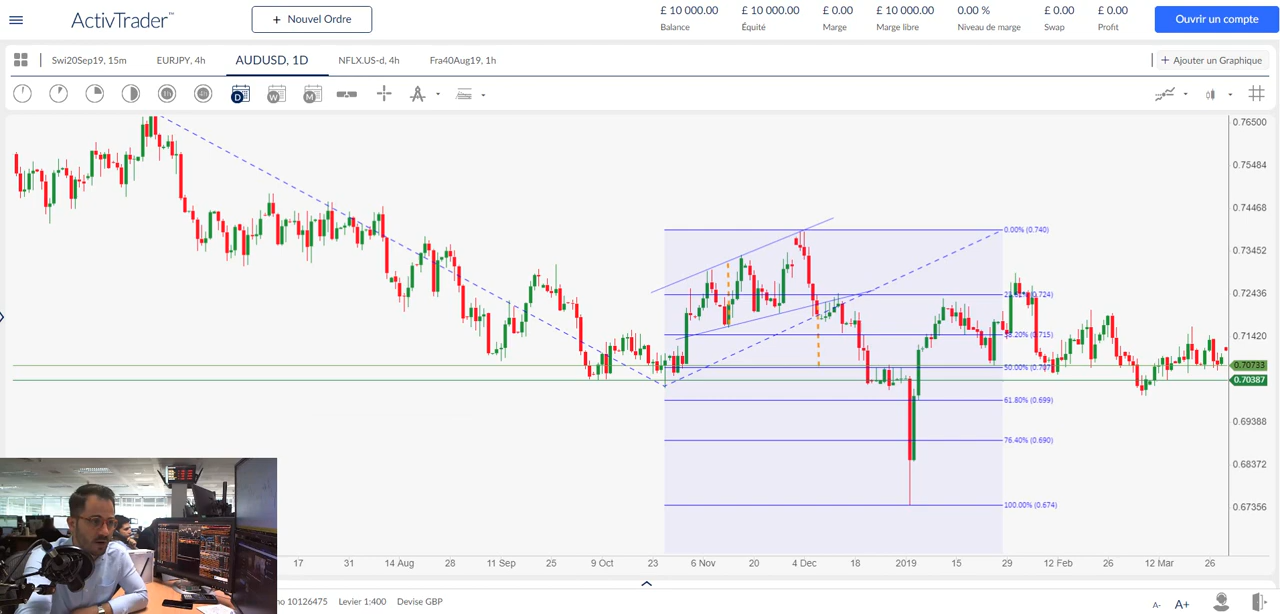 ActivTrader™
+ Nouvel Ordre
£ 10 000.00 £ 10 000.00 £ 0.00 £ 10 000.00 0.00 % £ 0.00 £ 0.00
Balance Équité Marge Marge libre Niveau de marge Swap Profit
Ouvrir un compte
Swi20Sep19, 15m EURJPY, 4h AUDUSD, 1D NFLX.US-d, 4h Fra40Aug19, 1h
+ Ajouter un Graphique
1h 4h D W M
0.76500
0.75484
0.74468
0.00% (0.740)
0.73452
0.72436
(0.724)
0.71420
(0.715)
0.70733
50.00%
0.70387
61.80% (0.699)
0.69388
76.40% (0.690)
0.68372
100.00% (0.674)
0.67356
17 31 14 Aug 28 11 Sep 25 9 Oct 23 6 Nov 20 4 Dec 18 2019 15 29 12 Feb 26 12 Mar 26
10126475 Levier 1:400 Devise GBP
A- A+